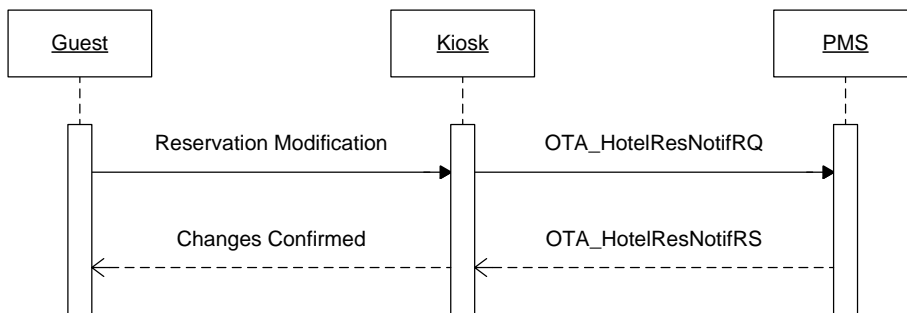 Guest
Kiosk
PMS
Reservation Modification
OTA_HotelResNotifRQ
Changes Confirmed
OTA_HotelResNotifRS